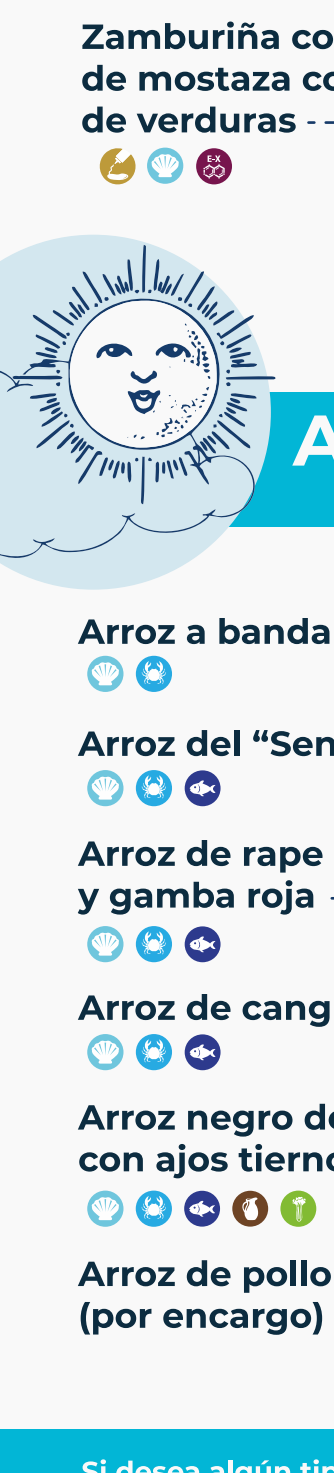 Zamburiña co
de mostaza co
de verduras - -
E-X
A
Arroz a banda
Arroz del “Sen
Arroz de rape
y gamba roja -
Arroz de cang
Arroz negro de
con ajos tierno
Arroz de pollo
(por encargo)
Si desea algún tip